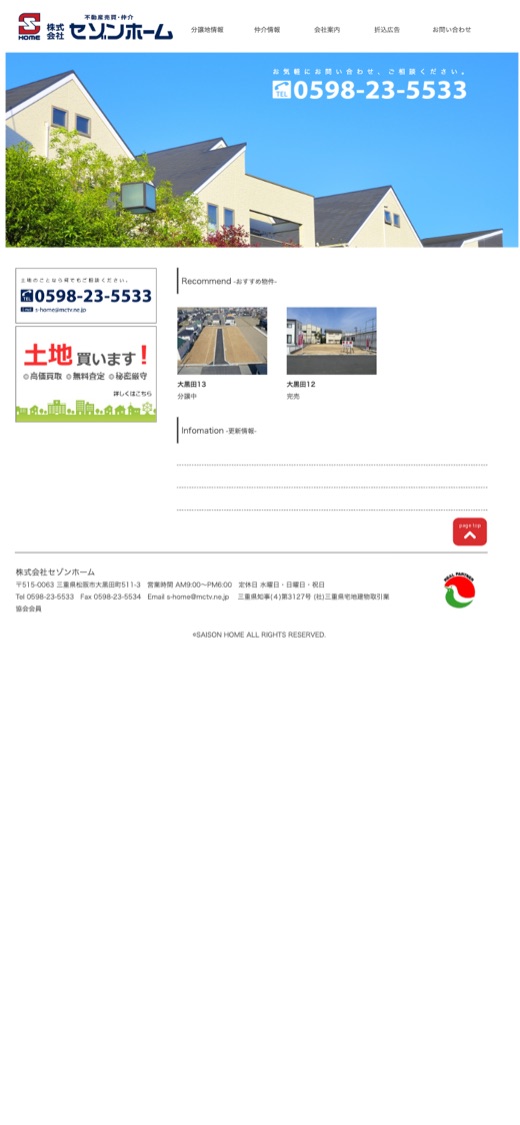 不動産売買・仲介
S HOME 株式会社 セゾンホーム
分譲地情報 仲介情報 会社案内 折込広告 お問い合わせ
お気軽にお問い合わせ、ご相談ください。
TEL 0598-23-5533
土地のことなら何でもご相談ください。
0598-23-5533
s-home@mctv.ne.jp
土地 買います!
◎高価買取 ◎無料査定 ◎秘密厳守
詳しくはこちら
Recommend -おすすめ物件-
大黒田13
分譲中
大黒田12
完売
Infomation -更新情報-
page top
株式会社セゾンホーム
〒515-0063 三重県松阪市大黒田町511-3 営業時間 AM9:00〜PM6:00 定休日 水曜日・日曜日・祝日
Tel 0598-23-5533 Fax 0598-23-5534 Email s-home@mctv.ne.jp 三重県知事(4)第3127号 (社)三重県宅地建物取引業
協会会員
REAL PARTNER
©SAISON HOME ALL RIGHTS RESERVED.